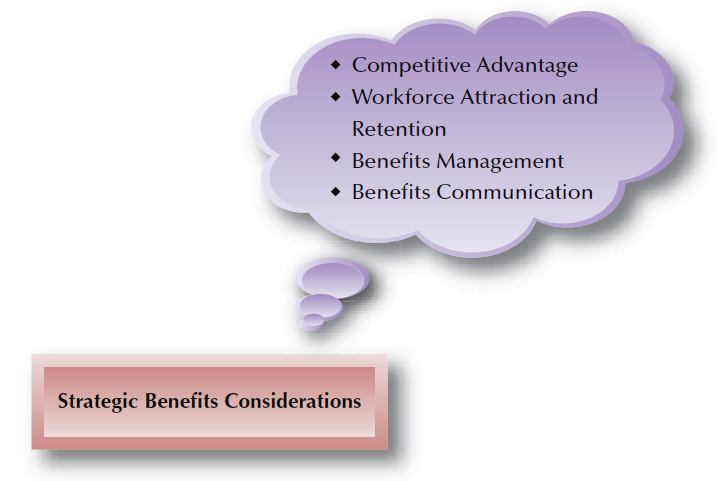 ◆ Competitive Advantage
◆ Workforce Attraction and
Retention
◆ Benefits Management
◆ Benefits Communication
Strategic Benefits Considerations